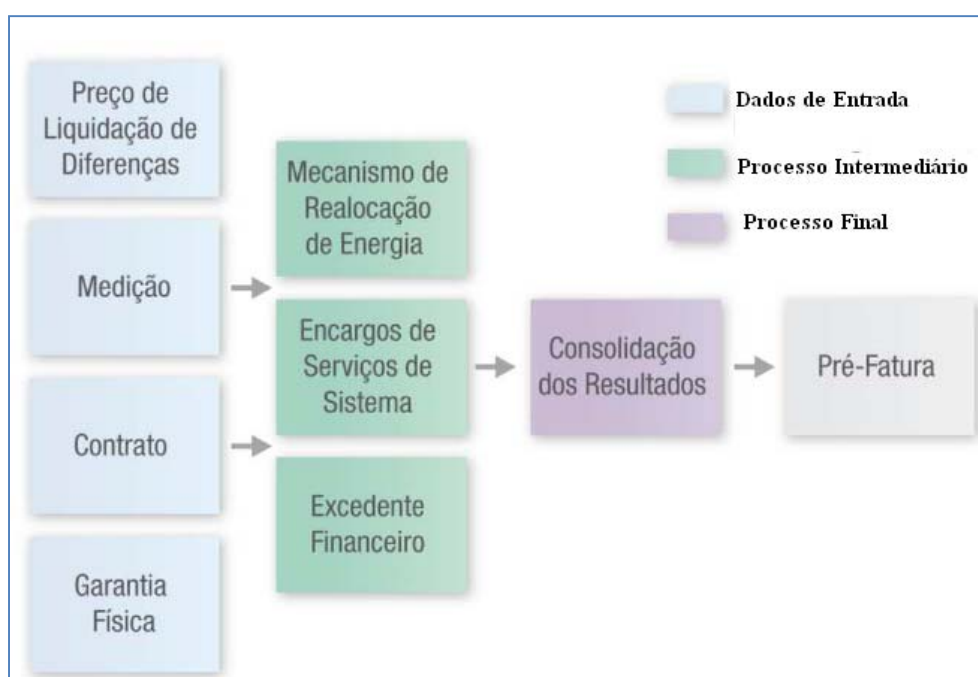 Preço de
Liquidação de
Diferenças
Medição
Contrato
Garantia
Física
Mecanismo de
Realocação
de Energia
Encargos de
Serviços de
Sistema
Excedente
Financeiro
Consolidação
dos Resultados
Pré-Fatura
Dados de Entrada
Processo Intermediário
Processo Final